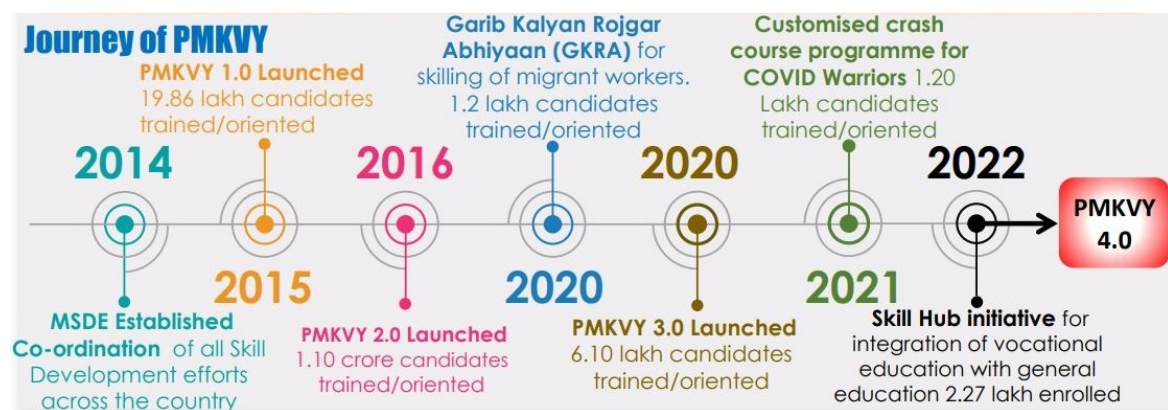 Journey of PMKVY
2014
MSDE Established
Co-ordination of all Skill
Development efforts
across the country
PMKVY 1.0 Launched
19.86 lakh candidates
trained/oriented
2015
2016
PMKVY 2.0 Launched
1.10 crore candidates
trained/oriented
Garib Kalyan Rojgar
Abhiyaan (GKRA) for
skilling of migrant workers.
1.2 lakh candidates
trained/oriented
2020
2020
PMKVY 3.0 Launched
6.10 lakh candidates
trained/oriented
Customised crash
course programme for
COVID Warriors 1.20
Lakh candidates
trained/oriented
2021
2022
Skill Hub initiative for
integration of vocational
education with general
education 2.27 lakh enrolled
PMKVY
4.0